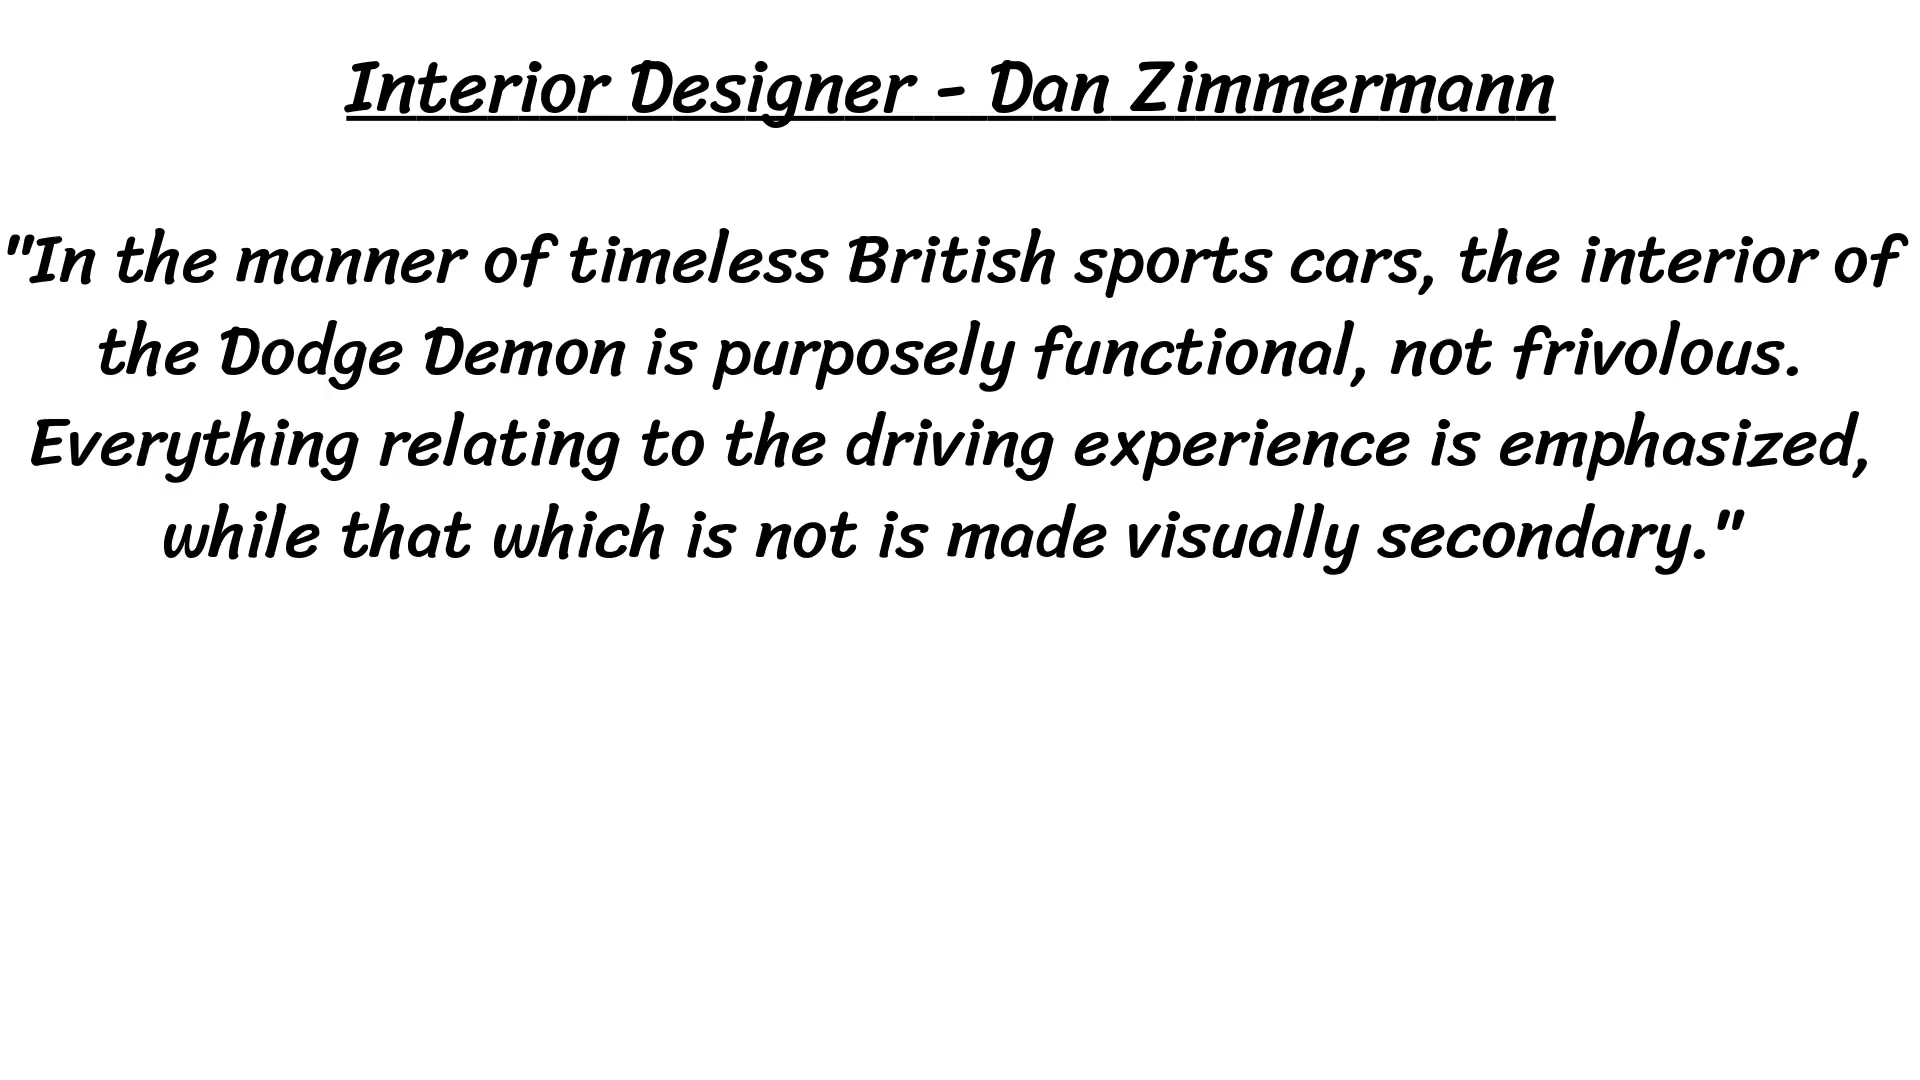 Interior Designer - Dan Zimmermann
"In the manner of timeless British sports cars, the interior of
the Dodge Demon is purposely functional, not frivolous.
Everything relating to the driving experience is emphasized,
while that which is not is made visually secondary."